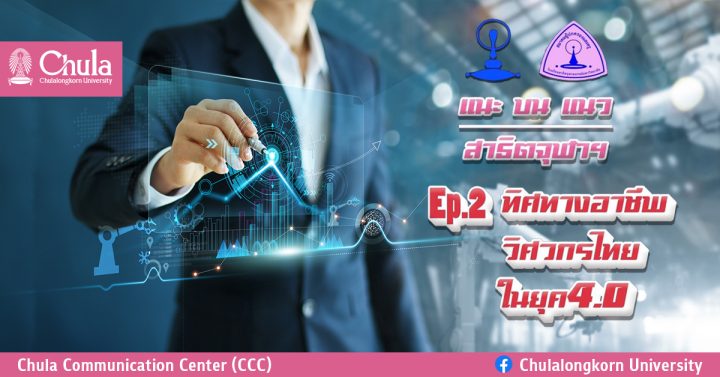 Chula
Chulalongkorn University
แนะ บน แนว
สาธิตจุฬาฯ
Ep.2 ทิศทางอาชีพ
วิศวกรไทย
ในยุค4.0
Chula Communication Center (CCC)
Chulalongkorn University